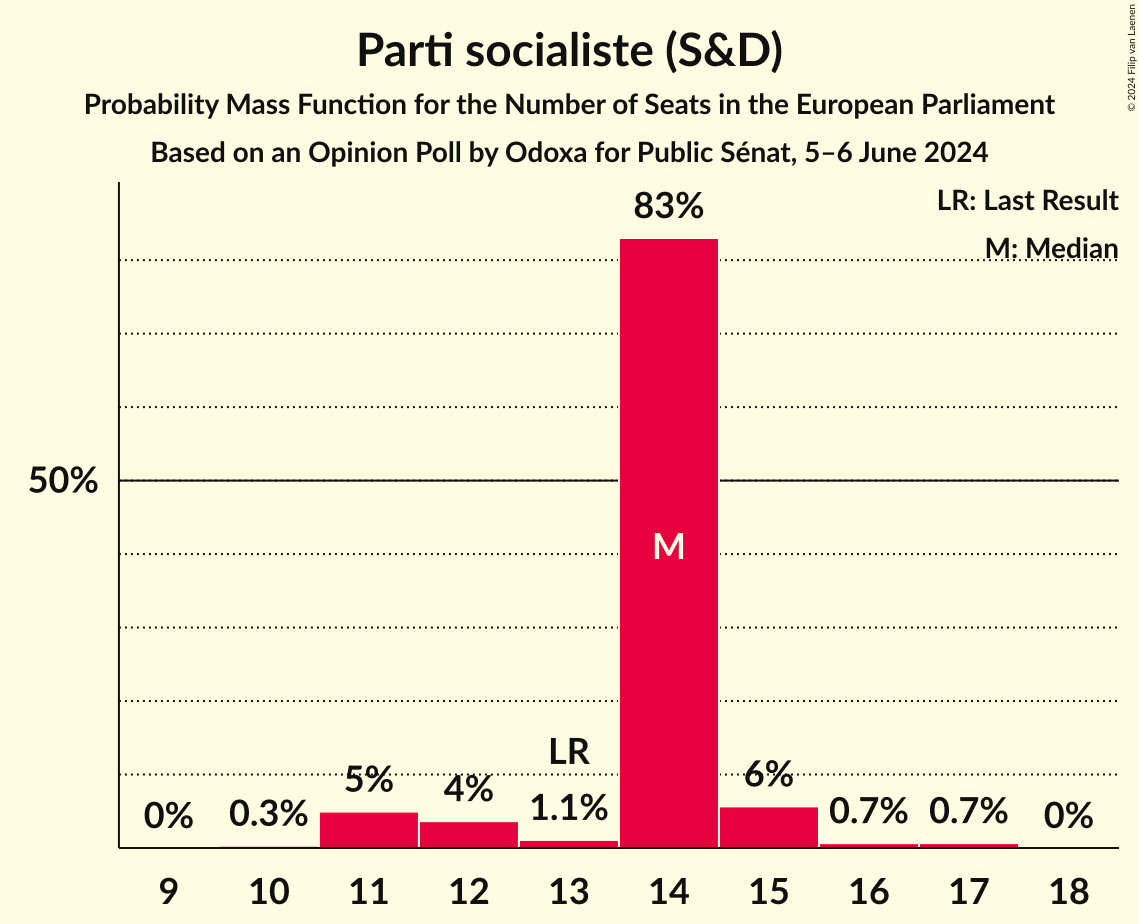 Parti socialiste (S&D)
Probability Mass Function for the Number of Seats in the European Parliament
Based on an Opinion Poll by Odoxa for Public Sénat, 5–6 June 2024
© 2024 Filip van Laenen
LR: Last Result
M: Median
83%
50%
M
LR
0% 0.3% 5% 4% 1.1% 6% 0.7% 0.7% 0%
9 10 11 12 13 14 15 16 17 18